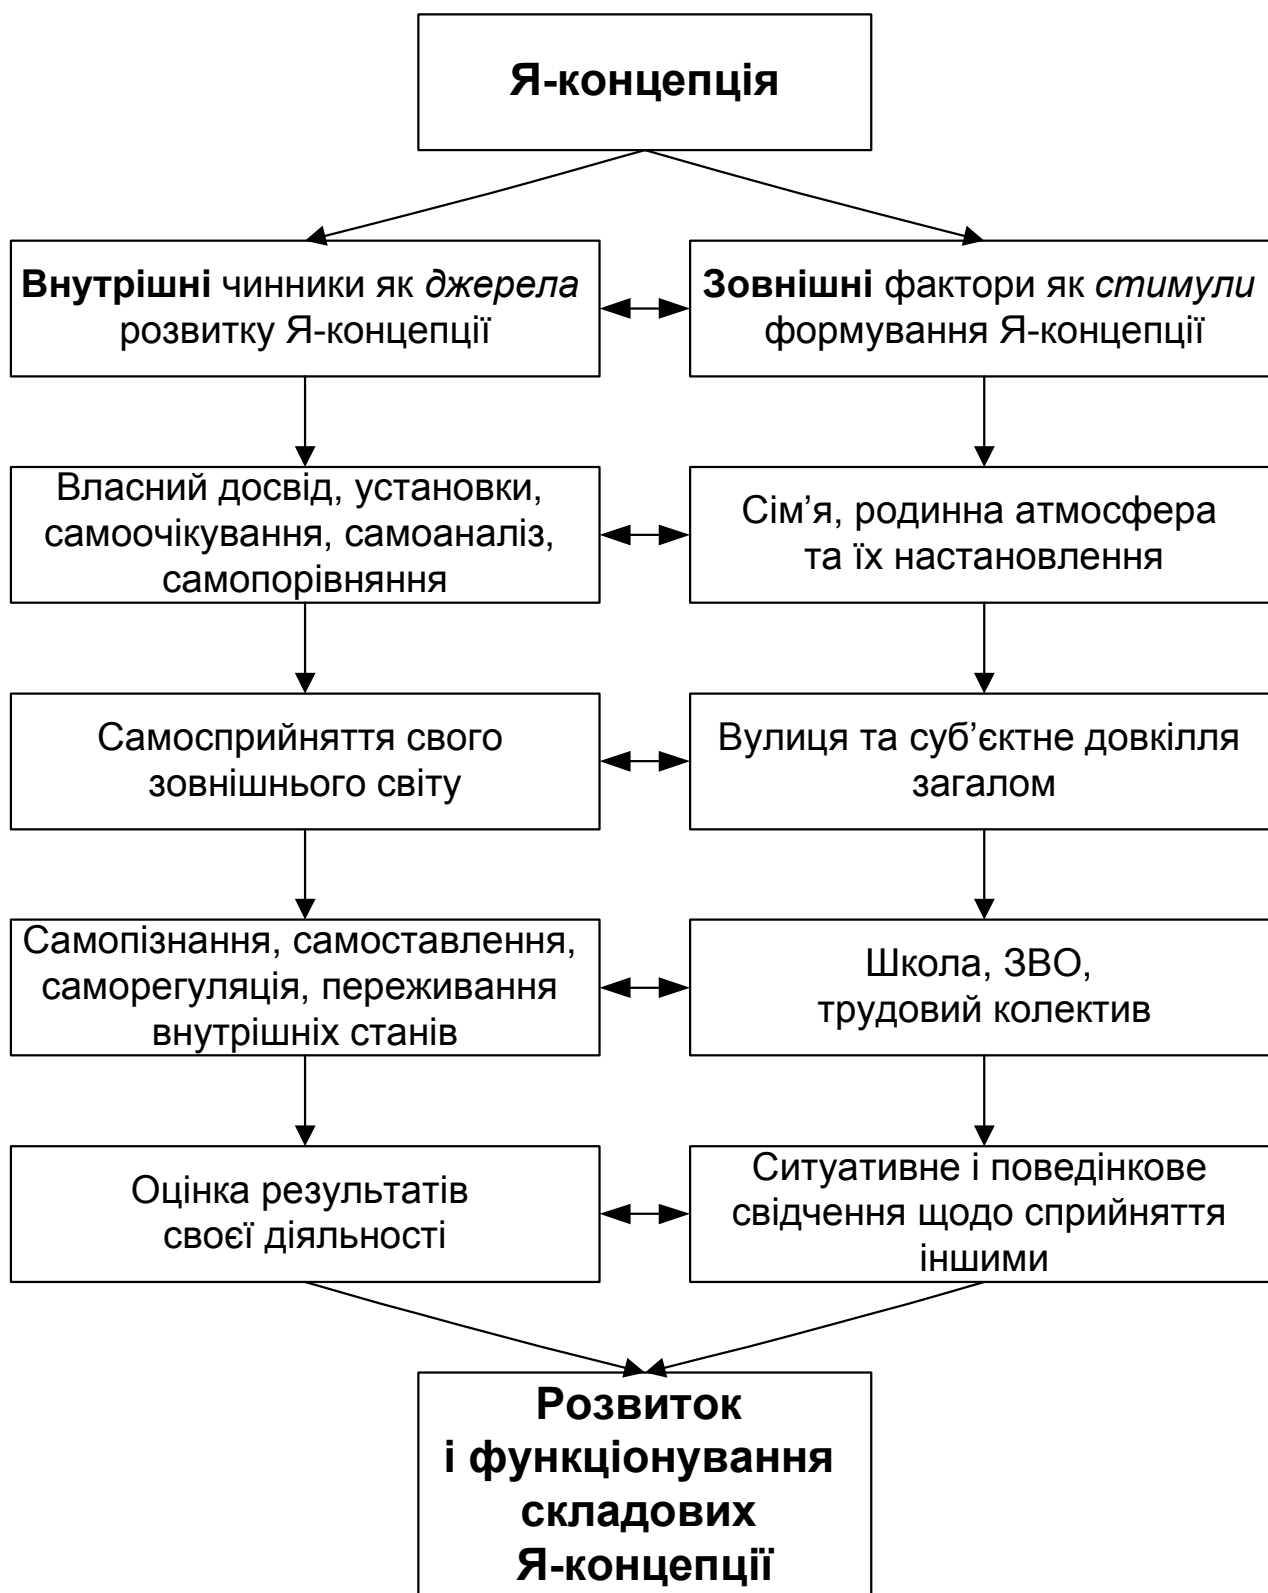 Я-концепція
Внутрішні чинники як джерела
розвитку Я-концепції
Зовнішні фактори як стимули
формування Я-концепції
Власний досвід, установки,
самоочікування, самоаналіз,
самопорівняння
Сім’я, родинна атмосфера
та їх настановлення
Самосприйняття свого
зовнішнього світу
Вулиця та суб’єктне довкілля
загалом
Самопізнання, самоставлення,
саморегуляція, переживання
внутрішніх станів
Школа, ЗВО,
трудовий колектив
Оцінка результатів
своєї діяльності
Ситуативне і поведінкове
свідчення щодо сприйняття
іншими
Розвиток
і функціонування
складових
Я-концепції